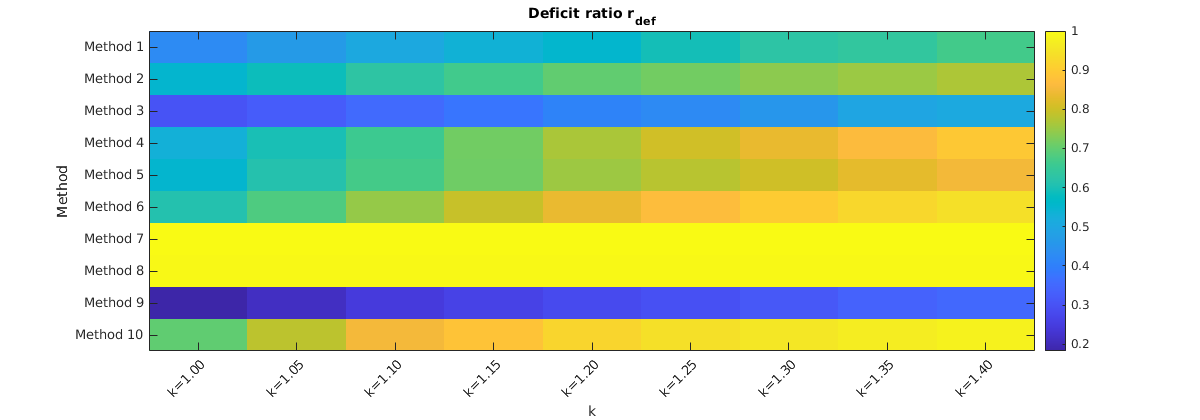 Deficit ratio r_def
Method
Method 1
Method 2
Method 3
Method 4
Method 5
Method 6
Method 7
Method 8
Method 9
Method 10
k=1.00
k=1.05
k=1.10
k=1.15
k=1.20
k=1.25
k=1.30
k=1.35
k=1.40
k
1
0.9
0.8
0.7
0.6
0.5
0.4
0.3
0.2